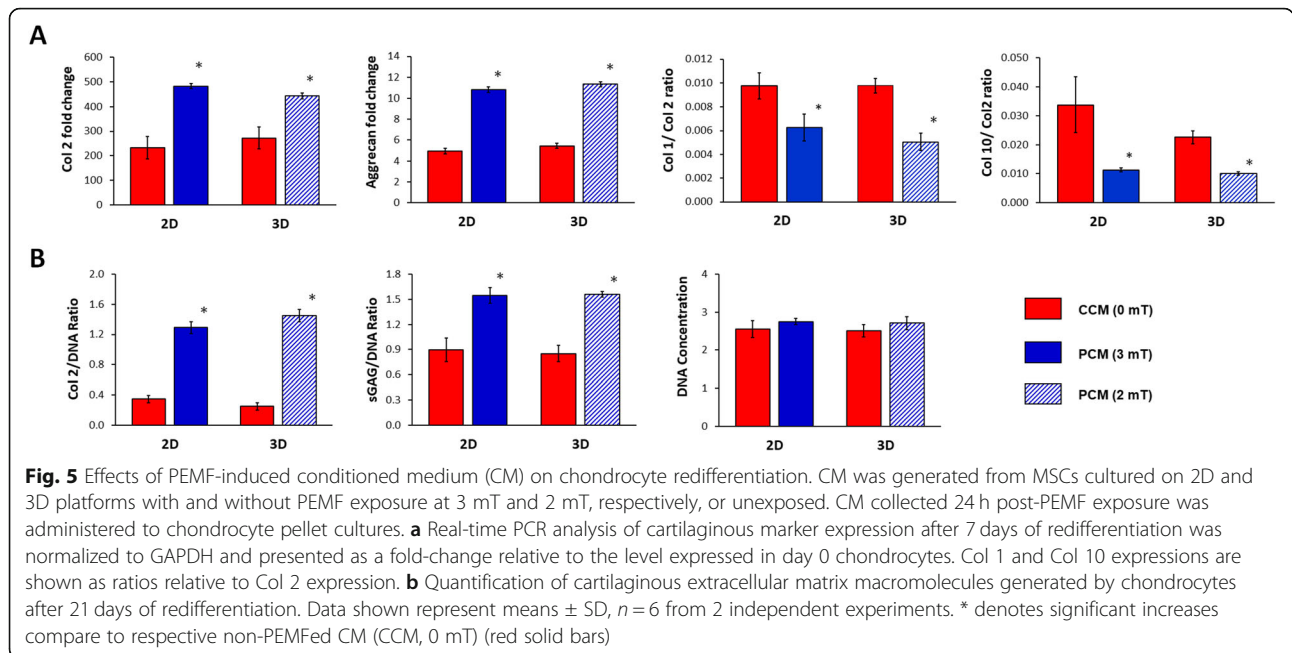 A
Col 2 fold change
600
500
400
300
200
100
0
*
*
2D
3D
Aggrecan fold change
14
12
10
8
6
4
2
0
*
*
2D
3D
Col 1/ Col 2 ratio
0.012
0.010
0.008
0.006
0.004
0.002
0.000
*
*
2D
3D
Col 10/ Col2 ratio
0.050
0.040
0.030
0.020
0.010
0.000
*
*
2D
3D
B
Col 2/DNA Ratio
2.0
1.6
1.2
0.8
0.4
0.0
*
*
2D
3D
sGAG/DNA Ratio
1.8
1.5
1.2
0.9
0.6
0.3
0.0
*
*
2D
3D
DNA Concentration
4
3
2
1
0
2D
3D
CCM (0 mT)
PCM (3 mT)
PCM (2 mT)
Fig. 5 Effects of PEMF-induced conditioned medium (CM) on chondrocyte redifferentiation. CM was generated from MSCs cultured on 2D and
3D platforms with and without PEMF exposure at 3 mT and 2 mT, respectively, or unexposed. CM collected 24 h post-PEMF exposure was
administered to chondrocyte pellet cultures. a Real-time PCR analysis of cartilaginous marker expression after 7 days of redifferentiation was
normalized to GAPDH and presented as a fold-change relative to the level expressed in day 0 chondrocytes. Col 1 and Col 10 expressions are
shown as ratios relative to Col 2 expression. b Quantification of cartilaginous extracellular matrix macromolecules generated by chondrocytes
after 21 days of redifferentiation. Data shown represent means ± SD, n = 6 from 2 independent experiments. * denotes significant increases
compare to respective non-PEMFed CM (CCM, 0 mT) (red solid bars)